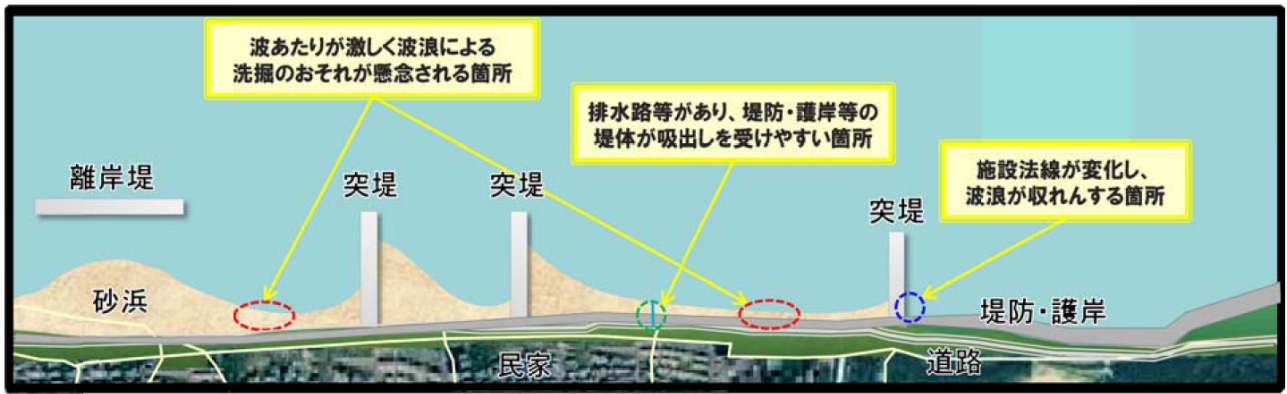 波あたりが激しく波浪による
洗掘のおそれが懸念される箇所
排水路等があり、堤防・護岸等の
堤体が吸出しを受けやすい箇所
施設法線が変化し、
波浪が収れんする箇所
離岸堤
突堤
突堤
突堤
砂浜
堤防・護岸
民家
道路